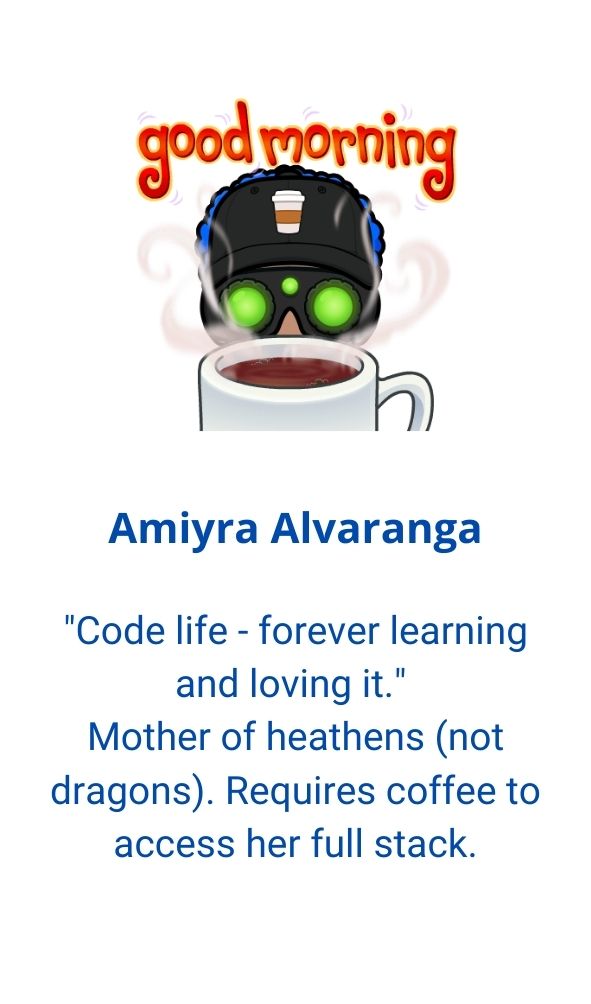 good morning
Amiyra Alvaranga
"Code life - forever learning
and loving it."
Mother of heathens (not
dragons). Requires coffee to
access her full stack.